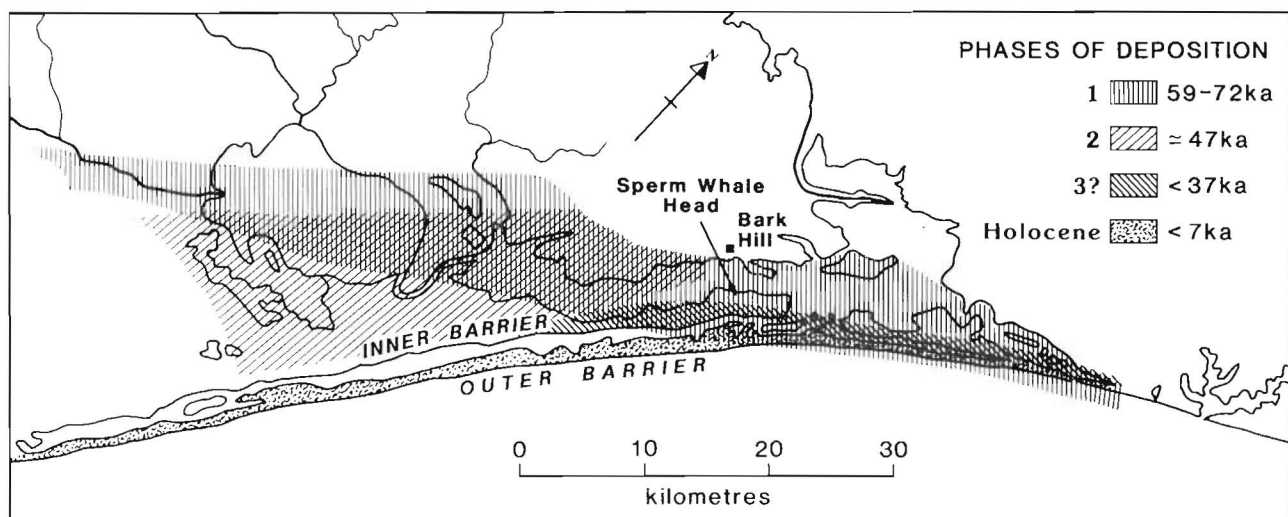 PHASES OF DEPOSITION
1 59-72ka
2 ≃ 47ka
3? < 37ka
Holocene < 7ka
N
Sperm Whale
Head
Bark
Hill
INNER BARRIER
OUTER BARRIER
0 10 20 30
kilometres